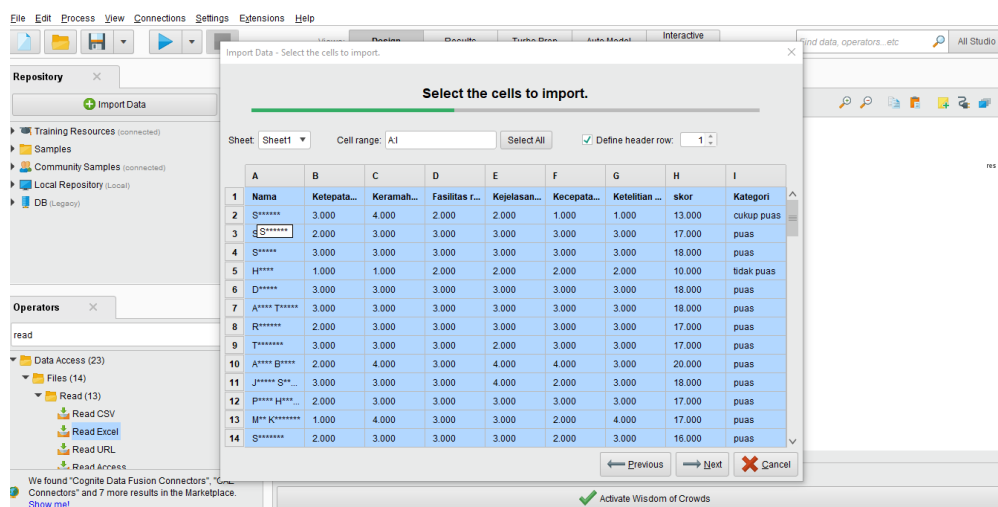 File Edit Process View Connections Settings Extensions Help
Interactive
Import Data - Select the cells to import.
Find data, operators...etc
All Studio
Repository
Import Data
Training Resources (connected)
Samples
Community Samples (connected)
Local Repository (Local)
DB (Legacy)
Select the cells to import.
Sheet: Sheet1 Cell range: A:I Select All Define header row: 1
A B C D E F G H I
1 Nama Ketepata... Keramah... Fasilitas r... Kejelasan... Kecepata... Ketelitian ... skor Kategori
2 S****** 3.000 4.000 2.000 2.000 1.000 1.000 13.000 cukup puas
S******
3 S 2.000 3.000 3.000 3.000 3.000 3.000 17.000 puas
4 S***** 3.000 3.000 3.000 3.000 3.000 3.000 18.000 puas
5 H**** 1.000 1.000 2.000 2.000 2.000 2.000 10.000 tidak puas
6 D***** 3.000 3.000 3.000 3.000 3.000 3.000 18.000 puas
7 A**** T***** 3.000 3.000 3.000 3.000 3.000 3.000 18.000 puas
8 R****** 2.000 3.000 3.000 3.000 3.000 3.000 17.000 puas
9 T******* 3.000 3.000 3.000 2.000 3.000 3.000 17.000 puas
10 A**** B**** 2.000 4.000 3.000 4.000 4.000 3.000 20.000 puas
11 J***** S**... 3.000 3.000 3.000 4.000 2.000 3.000 18.000 puas
12 P**** H***... 2.000 3.000 3.000 3.000 3.000 3.000 17.000 puas
13 M** K******* 1.000 4.000 3.000 3.000 2.000 4.000 17.000 puas
14 S******* 2.000 3.000 3.000 3.000 2.000 3.000 16.000 puas
Previous Next Cancel
res
Operators
read
Data Access (23)
Files (14)
Read (13)
Read CSV
Read Excel
Read URL
Read Access
We found "Cognite Data Fusion Connectors",
Connectors" and 7 more results in the Marketplace.
Show me!
Activate Wisdom of Crowds